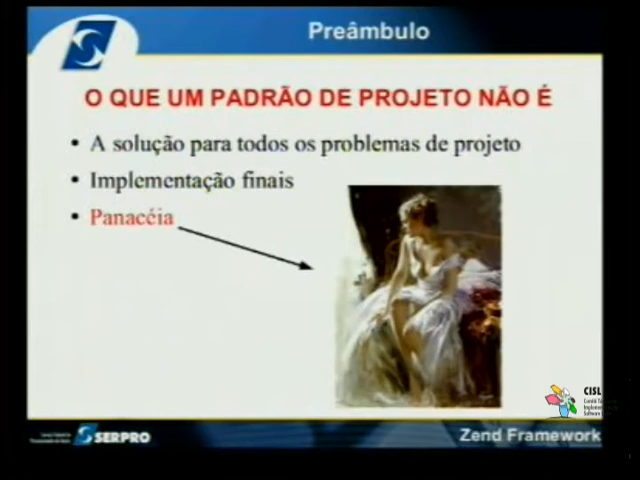 Preâmbulo
O QUE UM PADRÃO DE PROJETO NÃO É
• A solução para todos os problemas de projeto
• Implementação finais
• Panacéia
CISL
SERPRO
Zend Framework